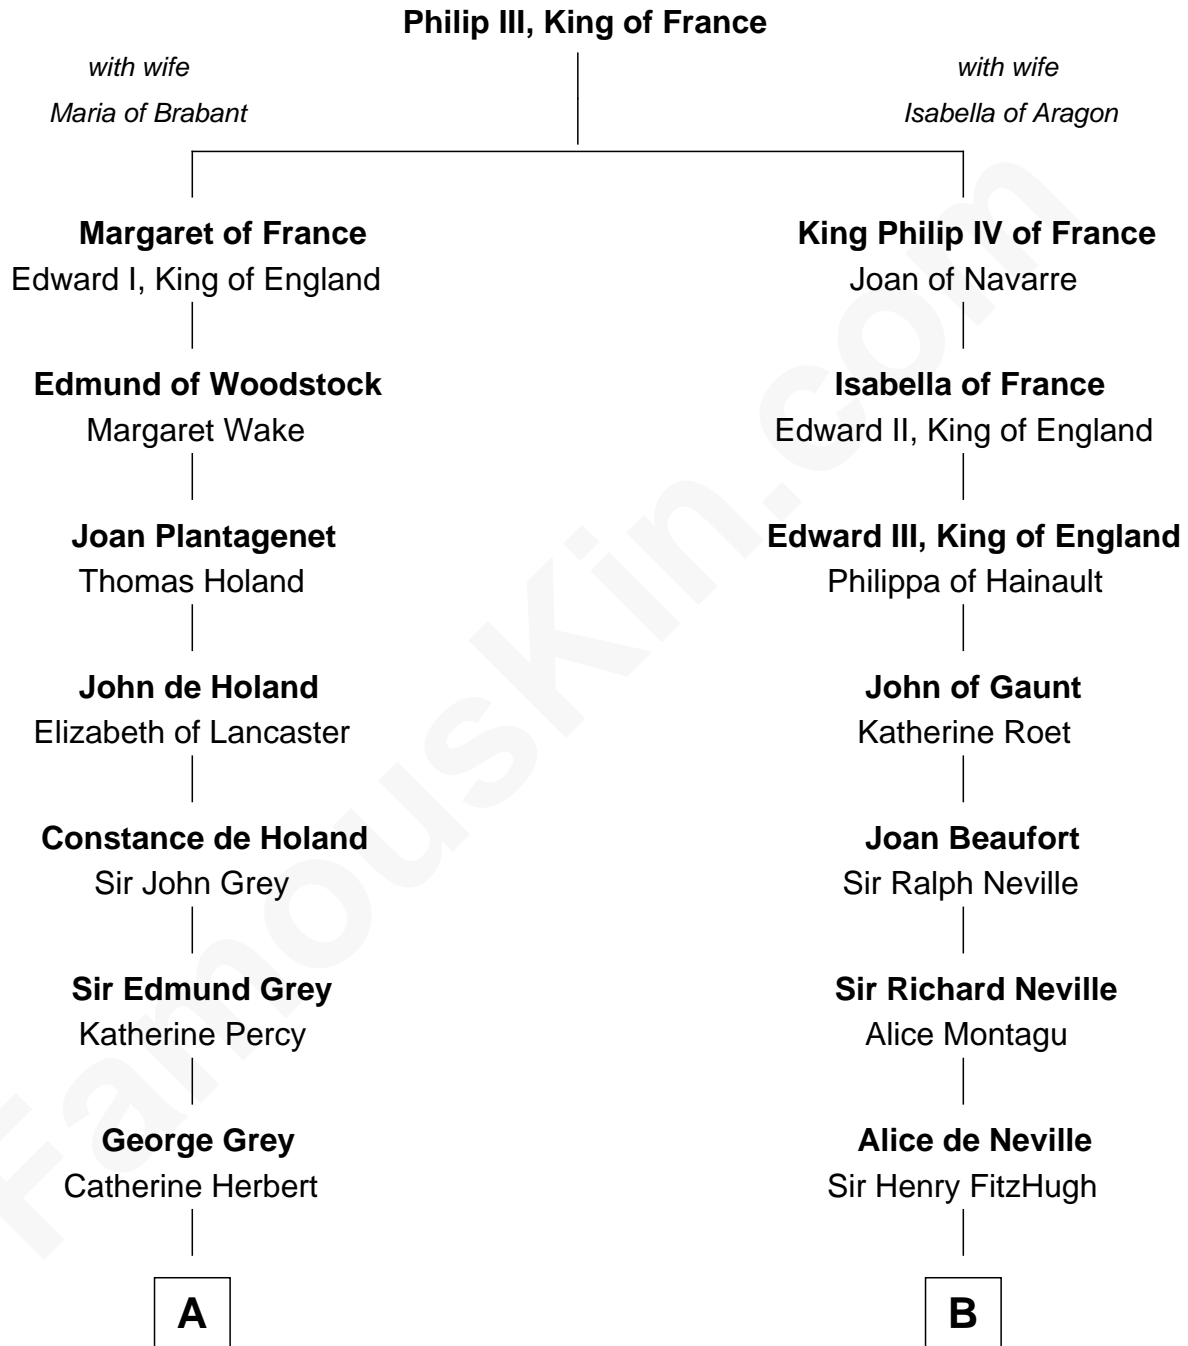 Philip III, King of France
with wife
Maria of Brabant
with wife
Isabella of Aragon
Margaret of France
Edward I, King of England
King Philip IV of France
Joan of Navarre
Edmund of Woodstock
Margaret Wake
Isabella of France
Edward II, King of England
Joan Plantagenet
Thomas Holand
Edward III, King of England
Philippa of Hainault
John de Holand
Elizabeth of Lancaster
John of Gaunt
Katherine Roet
Constance de Holand
Sir John Grey
Joan Beaufort
Sir Ralph Neville
Sir Edmund Grey
Katherine Percy
Sir Richard Neville
Alice Montagu
George Grey
Catherine Herbert
Alice de Neville
Sir Henry FitzHugh
A
B
FamousKin.com